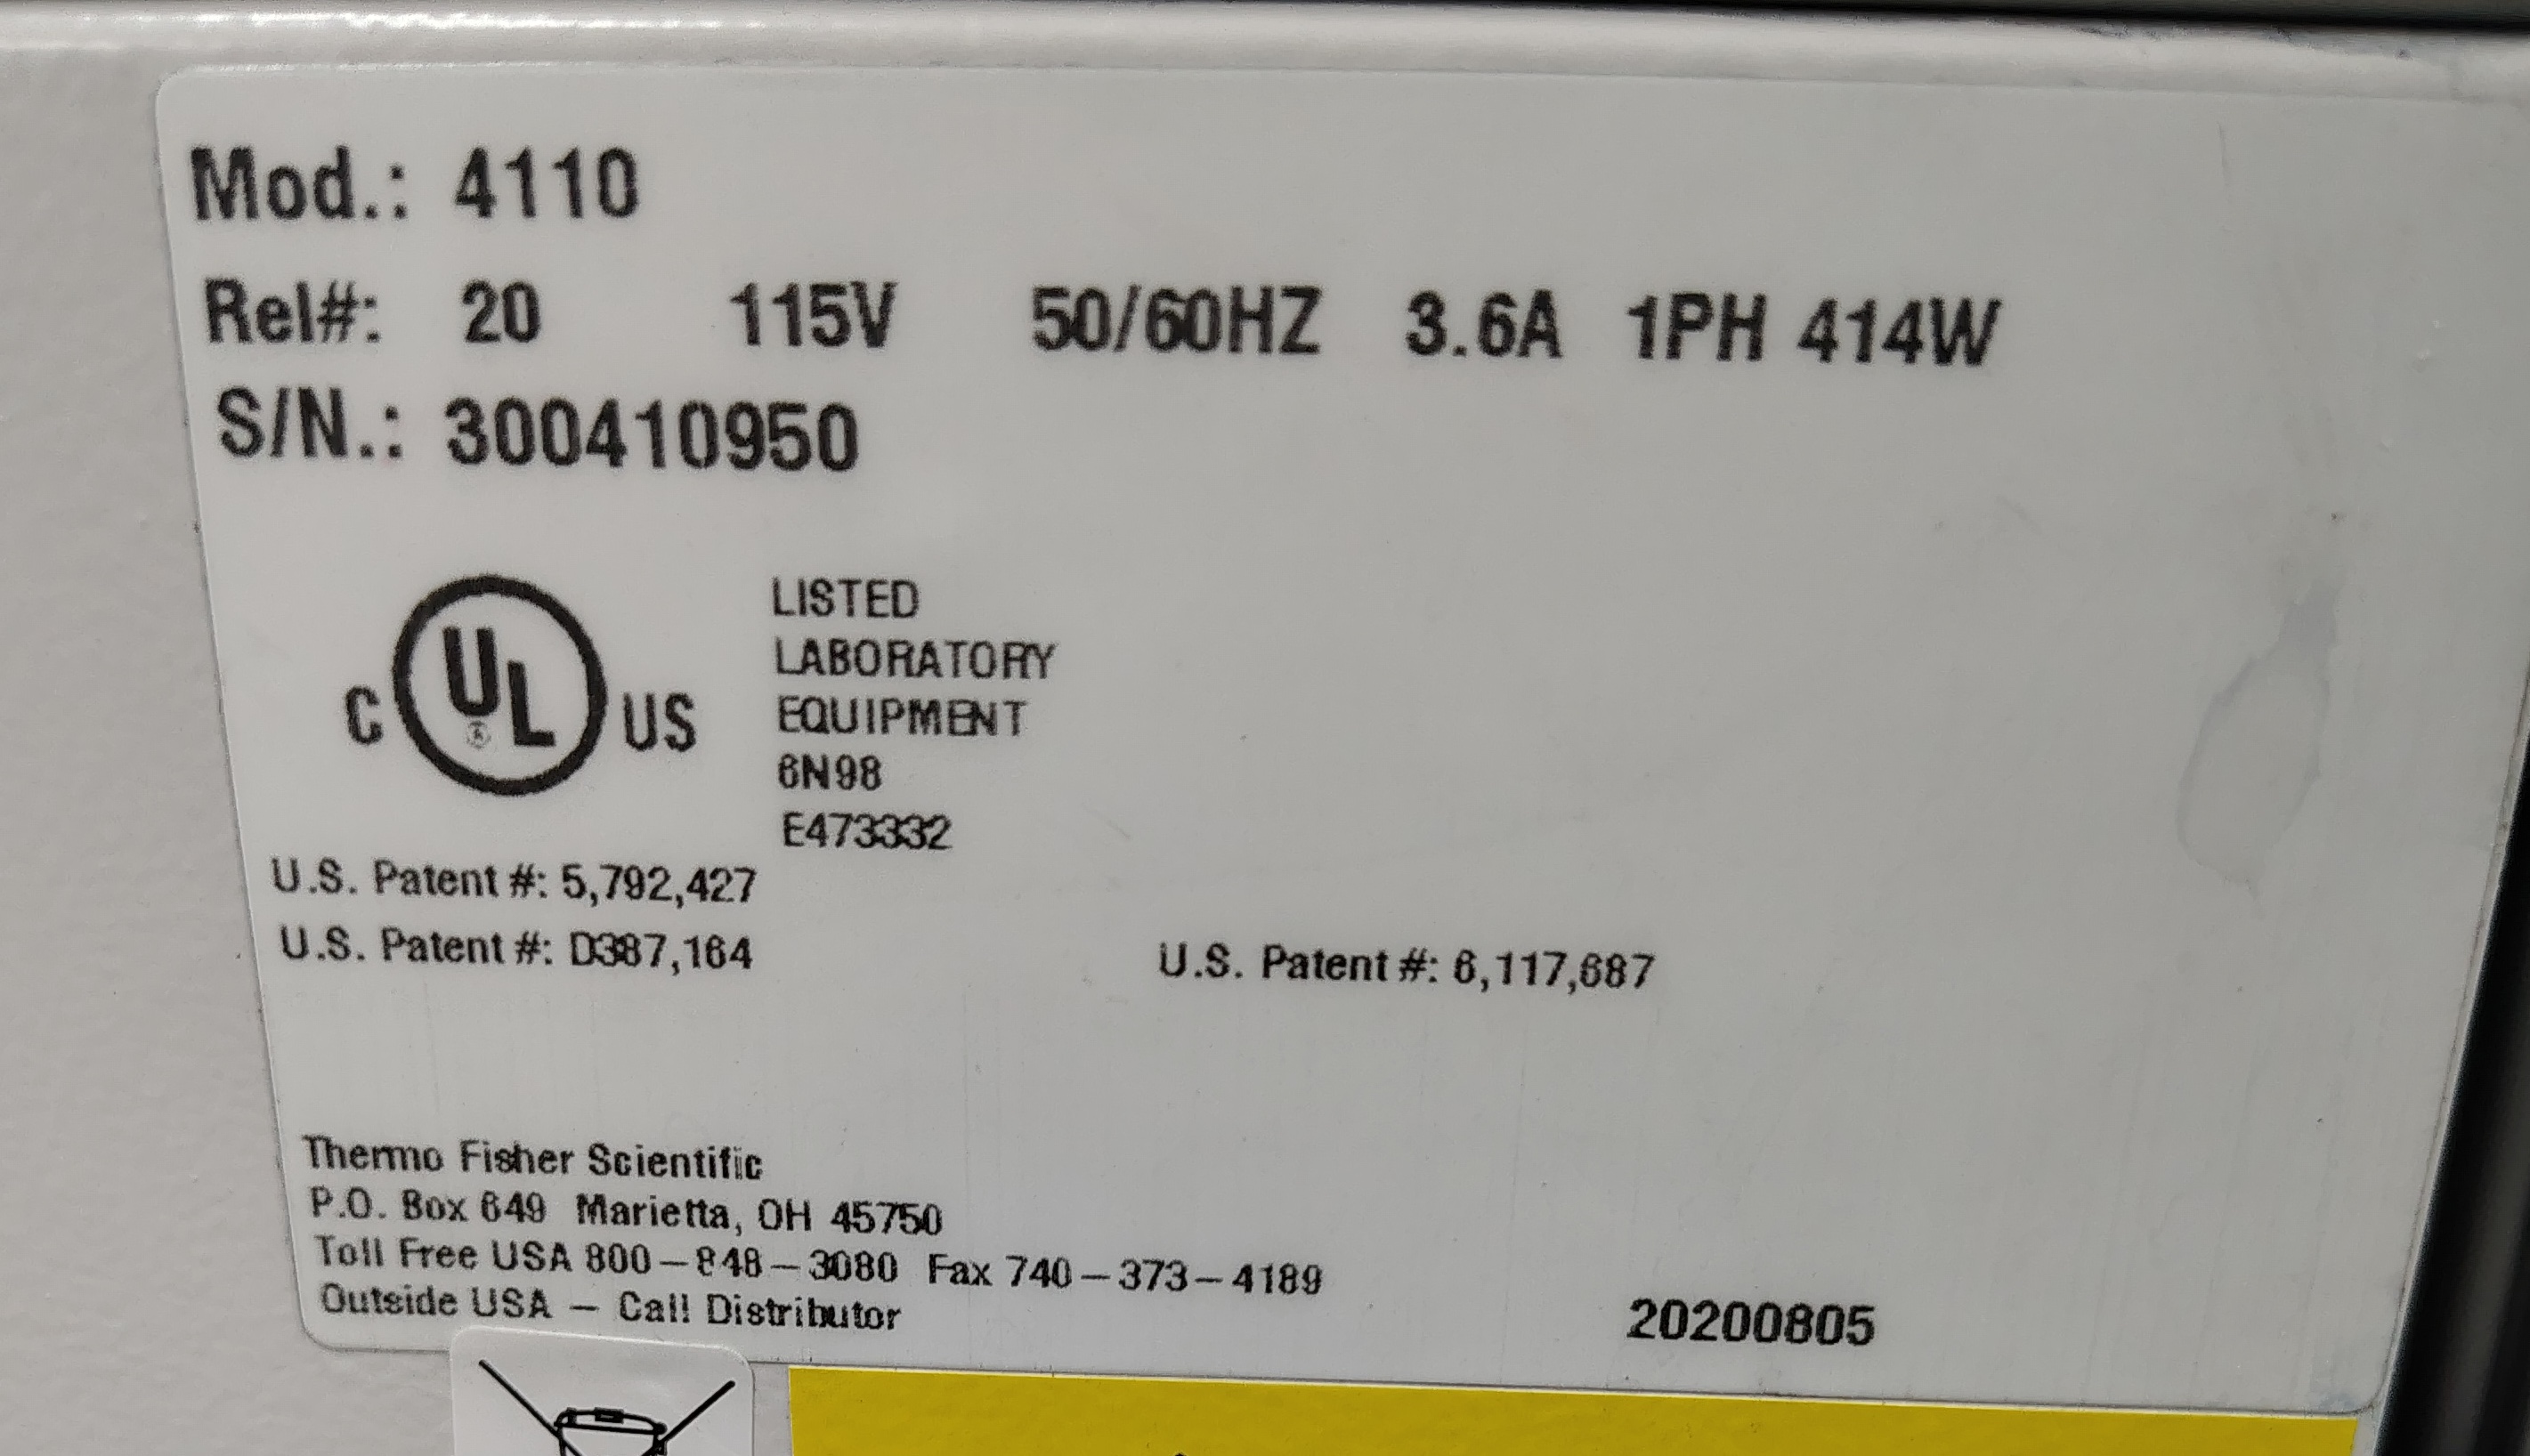 Mod.: 4110
Rel#: 20 115V 50/60HZ 3.6A 1PH 414W
S/N.: 300410950
C UL® US
LISTED
LABORATORY
EQUIPMENT
6N98
E473332
U.S. Patent #: 5,792,427
U.S. Patent #: D387,164 U.S. Patent #: 6,117,687
Thermo Fisher Scientific
P.O. Box 649 Marietta, OH 45750
Toll Free USA 800-848-3080 Fax 740-373-4189
Outside USA - Call Distributor
20200805